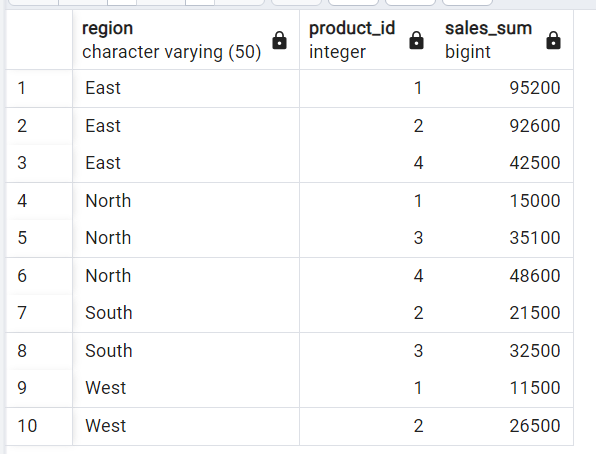 region product_id sales_sum
character varying (50) integer bigint
1 East 1 95200
2 East 2 92600
3 East 4 42500
4 North 1 15000
5 North 3 35100
6 North 4 48600
7 South 2 21500
8 South 3 32500
9 West 1 11500
10 West 2 26500